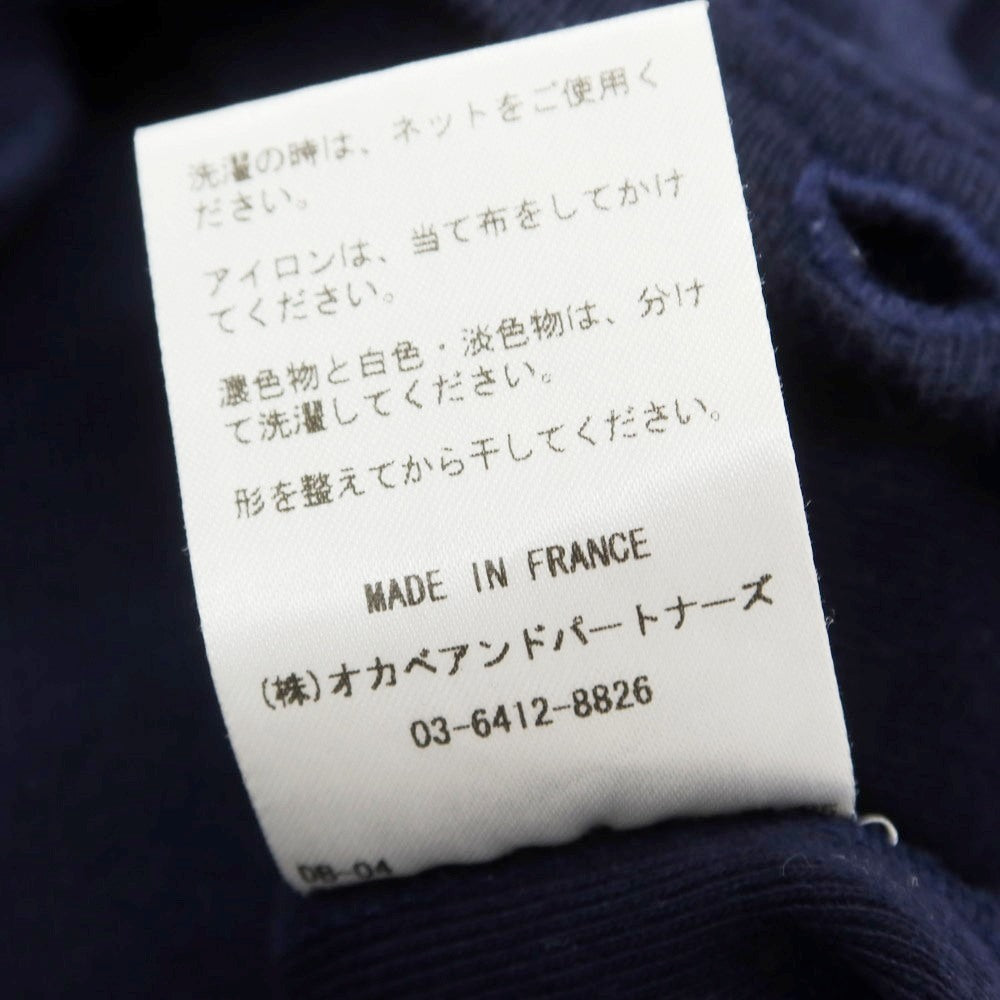 洗濯の時は、ネットをご使用く
ださい。
アイロンは、当て布をしてかけ
てください。
濃色物と白色・淡色物は、分け
て洗濯してください。
形を整えてから干してください。
MADE IN FRANCE
(株)オカベアンドパートナーズ
03-6412-8826
DB-04